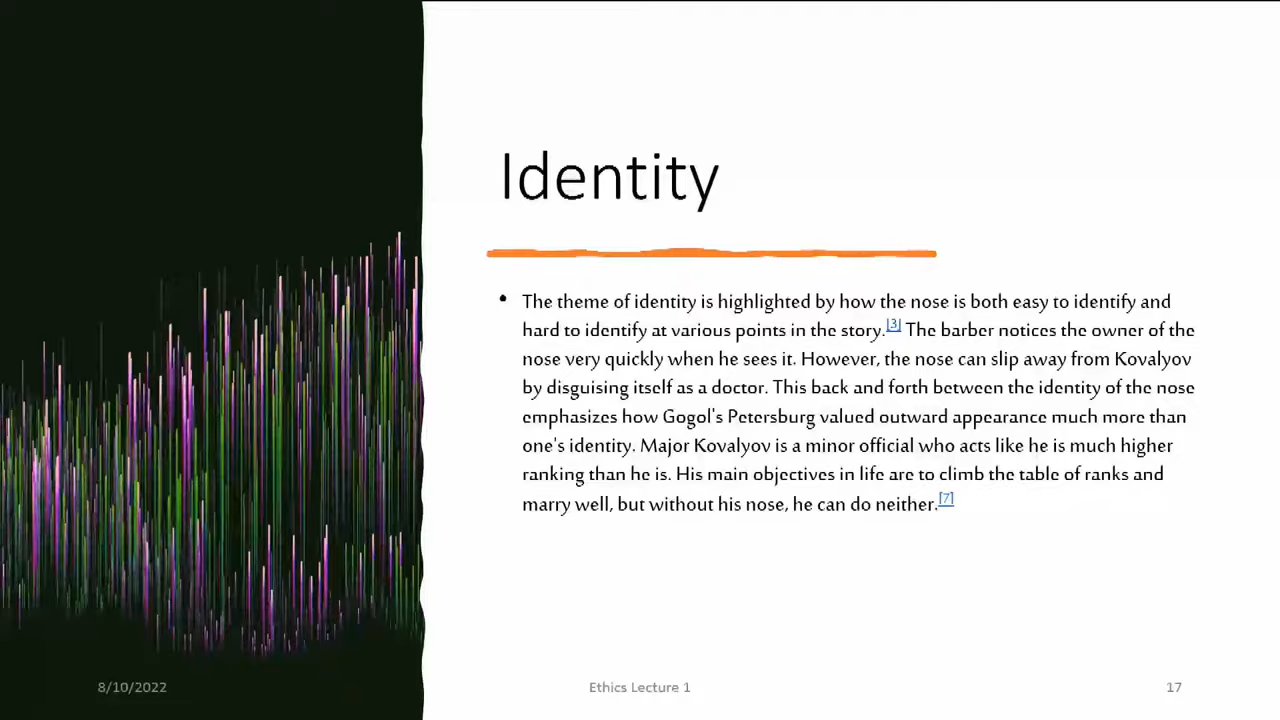 Identity
• The theme of identity is highlighted by how the nose is both easy to identify and
hard to identify at various points in the story.[3] The barber notices the owner of the
nose very quickly when he sees it. However, the nose can slip away from Kovalyov
by disguising itself as a doctor. This back and forth between the identity of the nose
emphasizes how Gogol's Petersburg valued outward appearance much more than
one's identity. Major Kovalyov is a minor official who acts like he is much higher
ranking than he is. His main objectives in life are to climb the table of ranks and
marry well, but without his nose, he can do neither.[7]
8/10/2022
Ethics Lecture 1
17